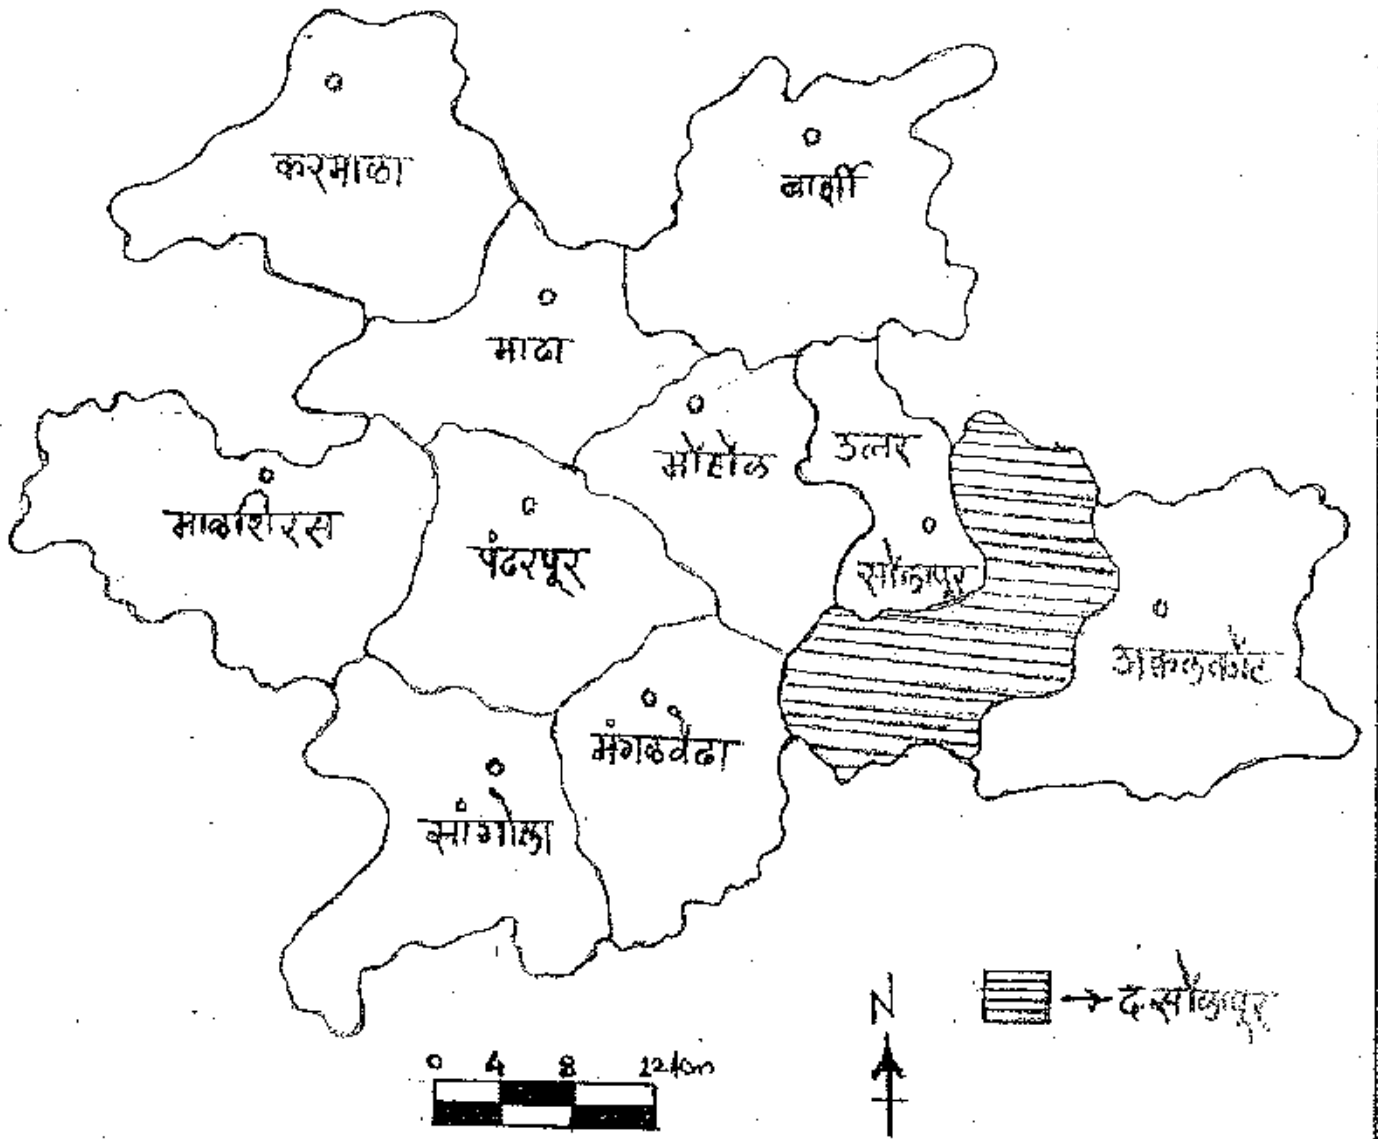 करमाळा
बार्शी
माढा
मोहोळ
उत्तर
सोलापूर
माळशिरस
पंढरपूर
अक्कलकोट
मंगळवेढा
सांगोला
N
→ द.सोलापूर
0 4 8 12 km